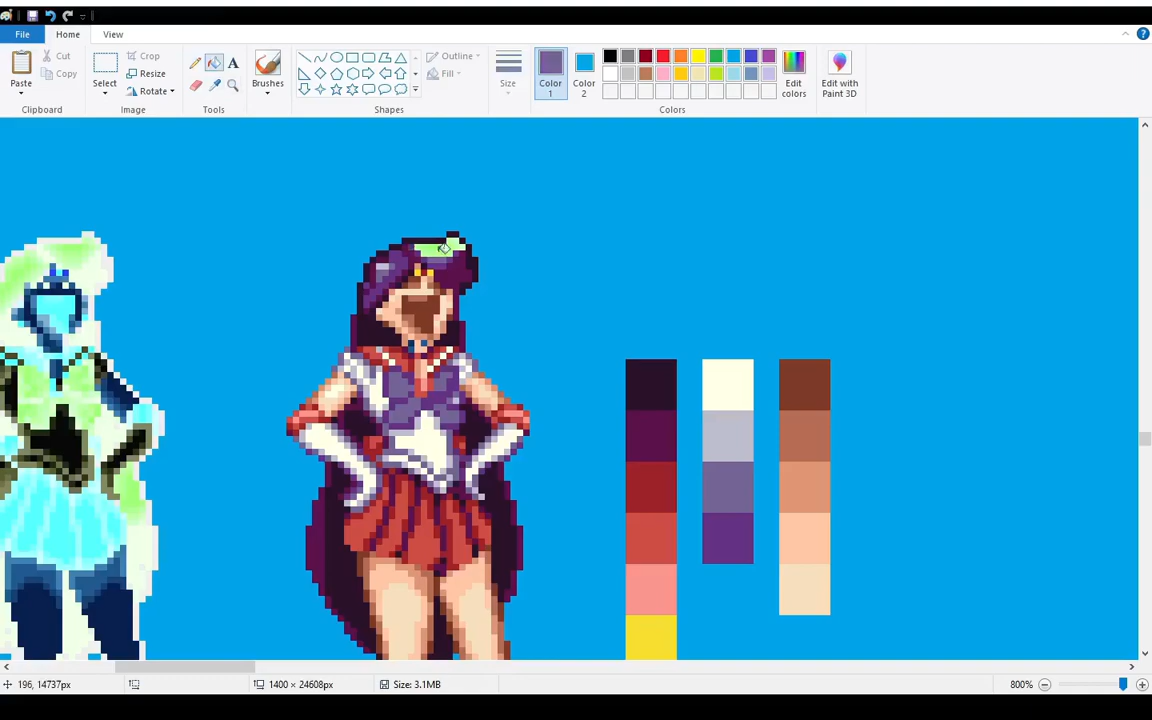 File Home View
Paste
Cut
Copy
Clipboard
Select
Crop
Resize
Rotate
Image
Tools
Brushes
Shapes
Outline
Fill
Size
Color 1
Color 2
Edit colors
Edit with Paint 3D
Colors
196, 14737px
1400 × 24608px
Size: 3.1MB
800%